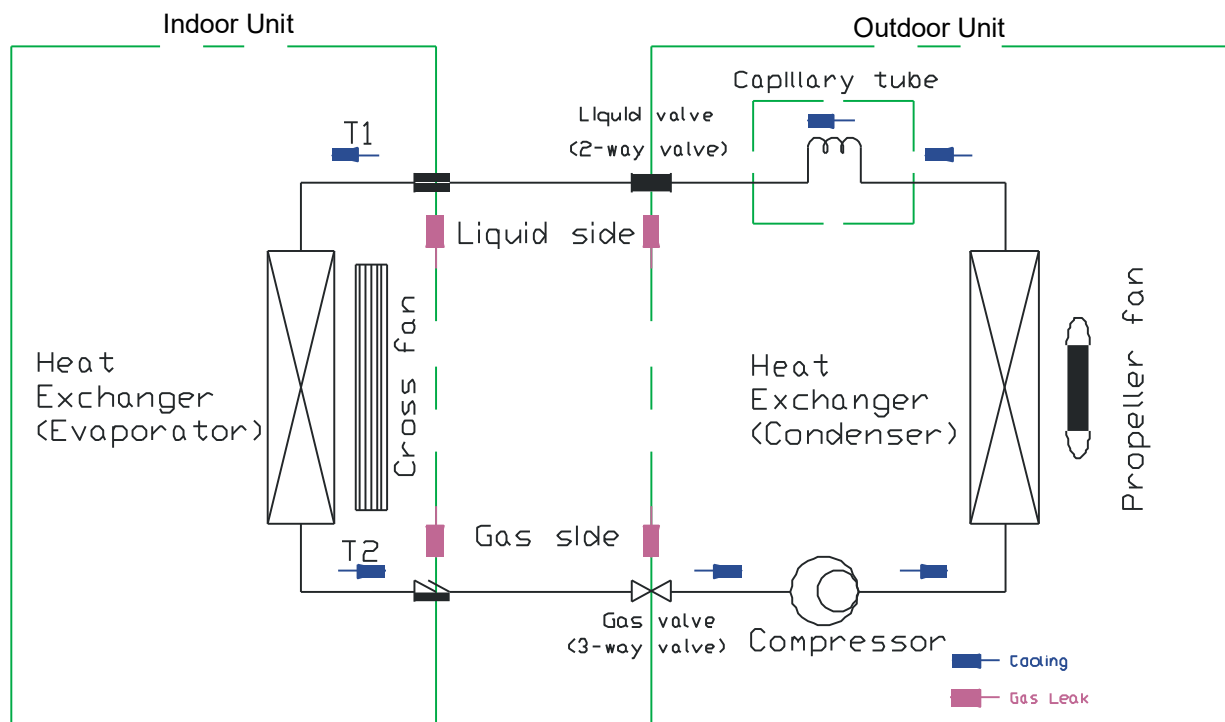 Indoor Unit
Outdoor Unit
Capillary tube
Liquid valve
(2-way valve)
T1
Liquid side
Heat
Exchanger
(Evaporator)
Cross fan
Heat
Exchanger
(Condenser)
Propeller fan
Gas side
T2
Gas valve
(3-way valve)
Compressor
Cooling
Gas Leak